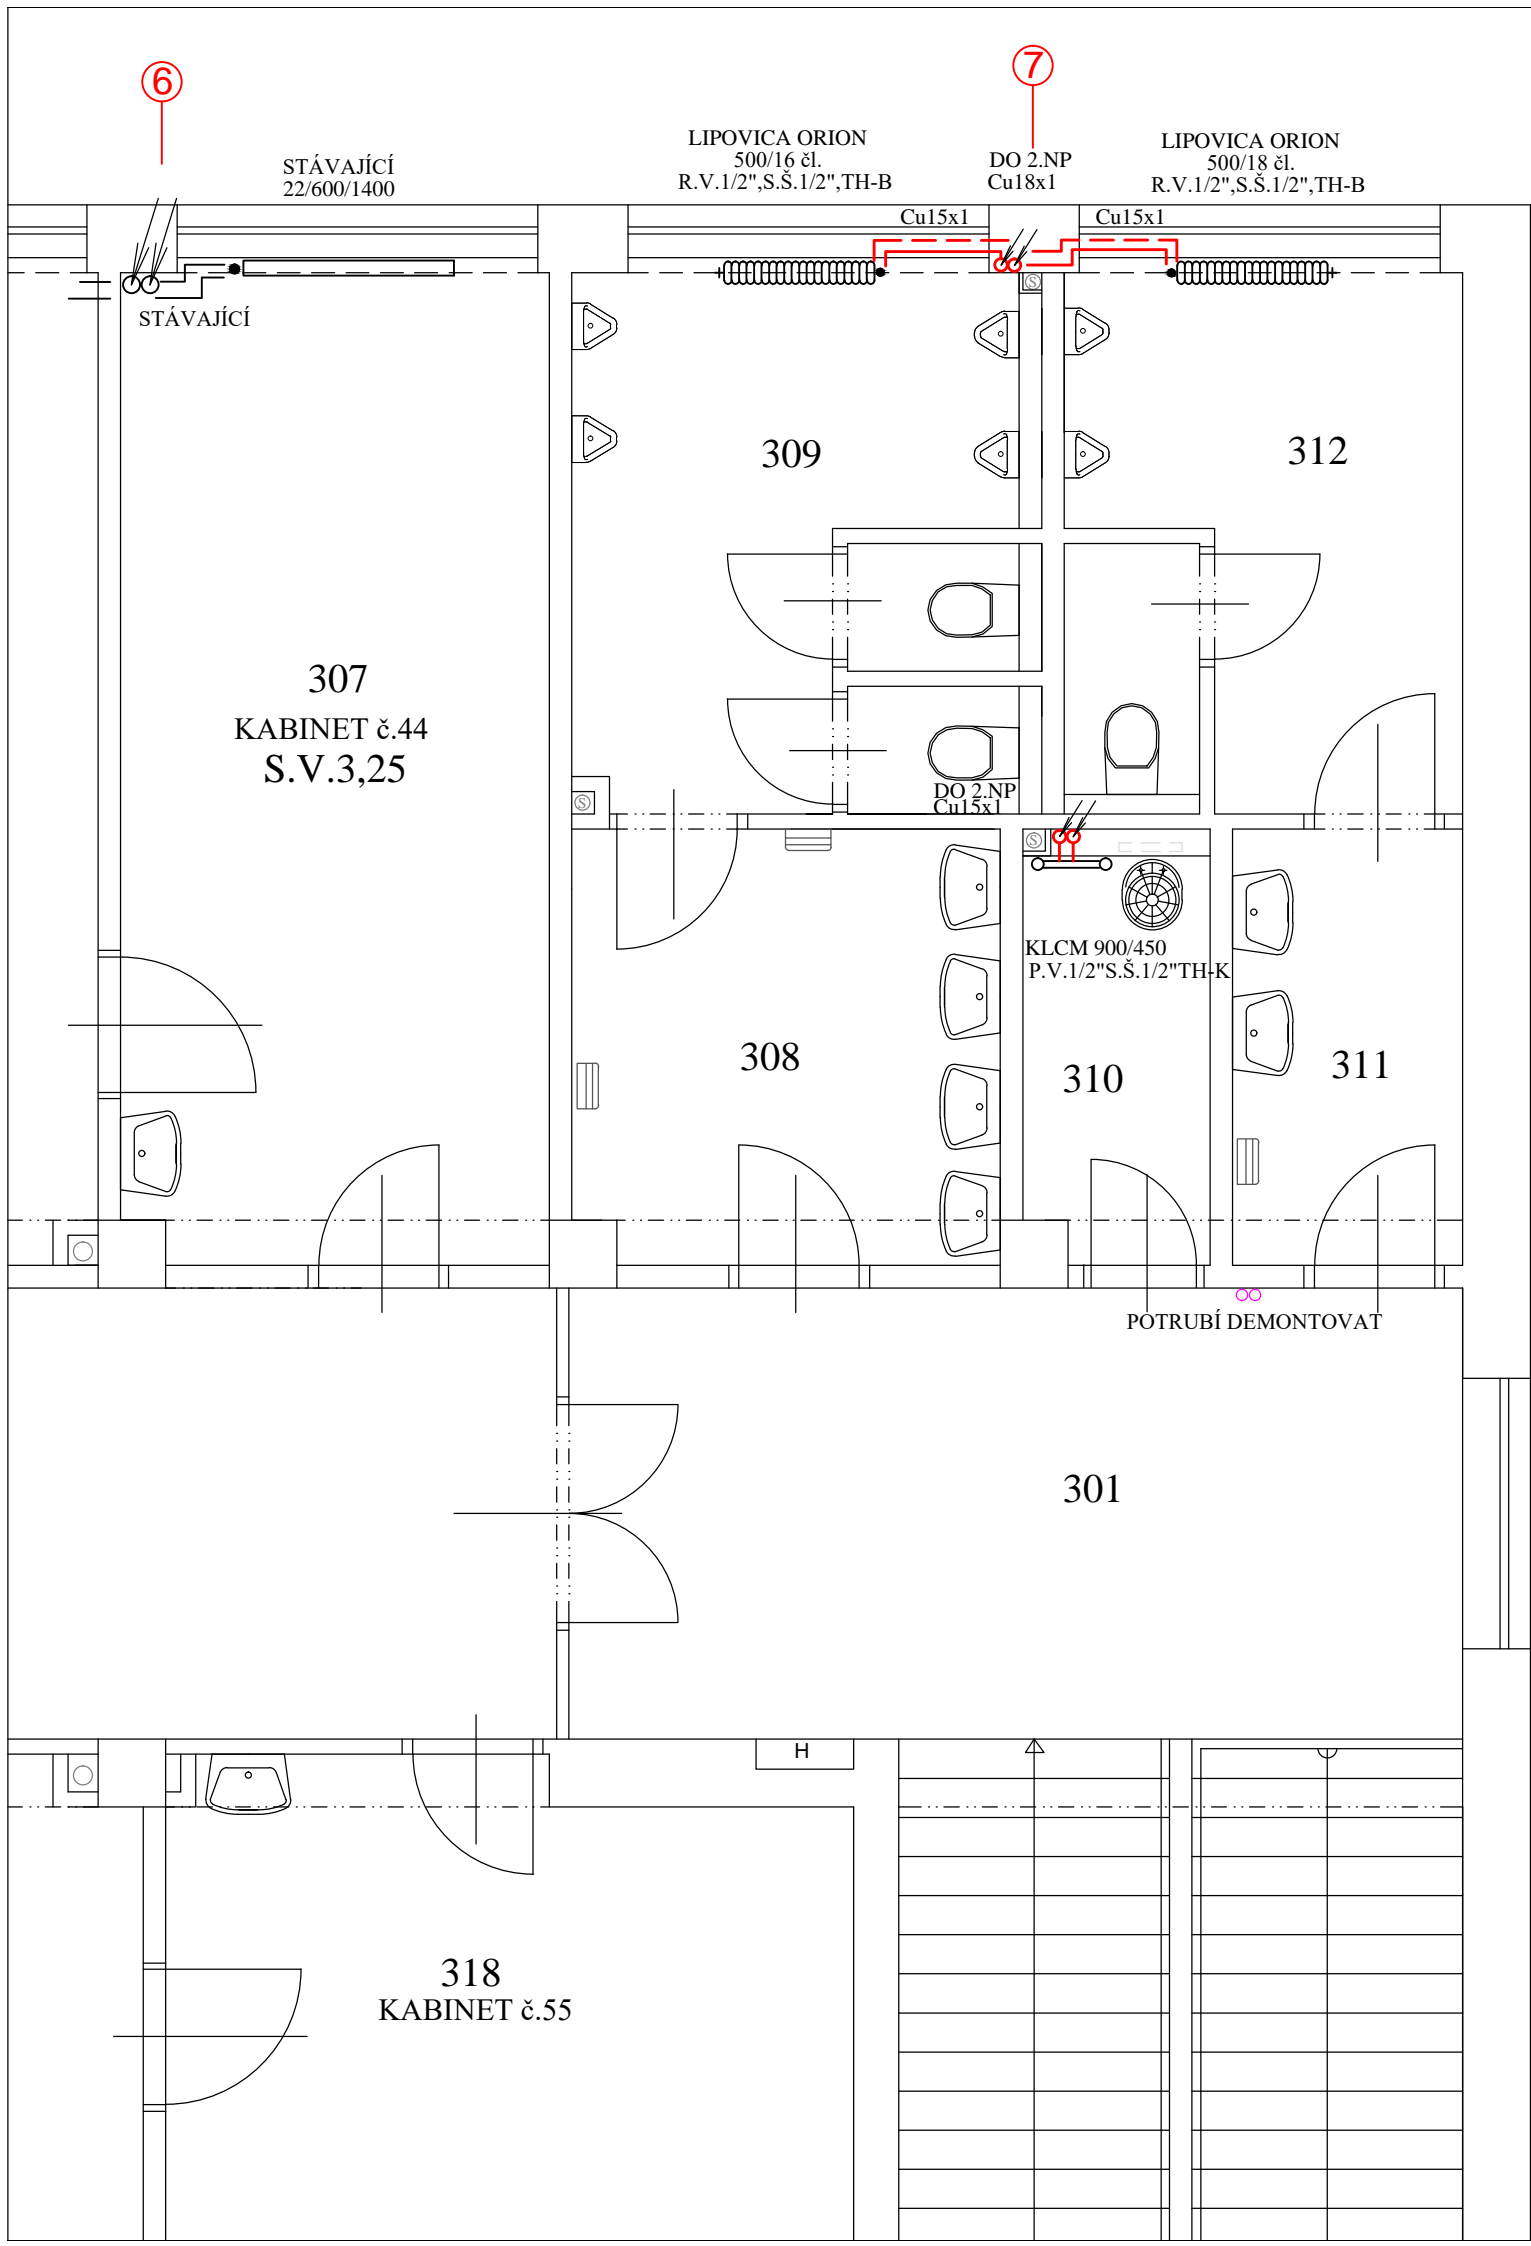 6
7
STÁVAJÍCÍ
22/600/1400
LIPOVICA ORION
500/16 čl.
R.V.1/2",S.Š.1/2",TH-B
DO 2.NP
Cu18x1
LIPOVICA ORION
500/18 čl.
R.V.1/2",S.Š.1/2",TH-B
Cu15x1
Cu15x1
STÁVAJÍCÍ
S
309
312
307
KABINET č.44
S.V.3,25
S
DO 2.NP
Cu15x1
S
KLCM 900/450
P.V.1/2"S.Š.1/2"TH-K
308
310
311
POTRUBÍ DEMONTOVAT
301
H
318
KABINET č.55